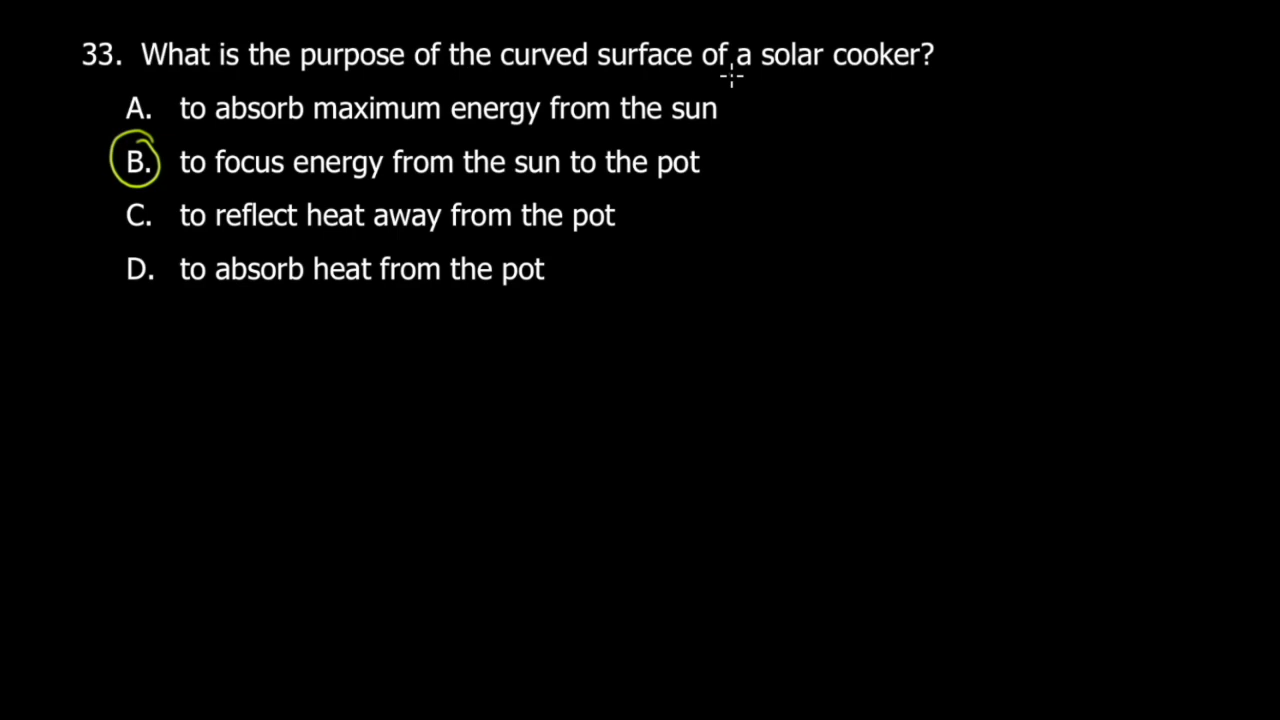 33. What is the purpose of the curved surface of a solar cooker?
A. to absorb maximum energy from the sun
B. to focus energy from the sun to the pot
C. to reflect heat away from the pot
D. to absorb heat from the pot